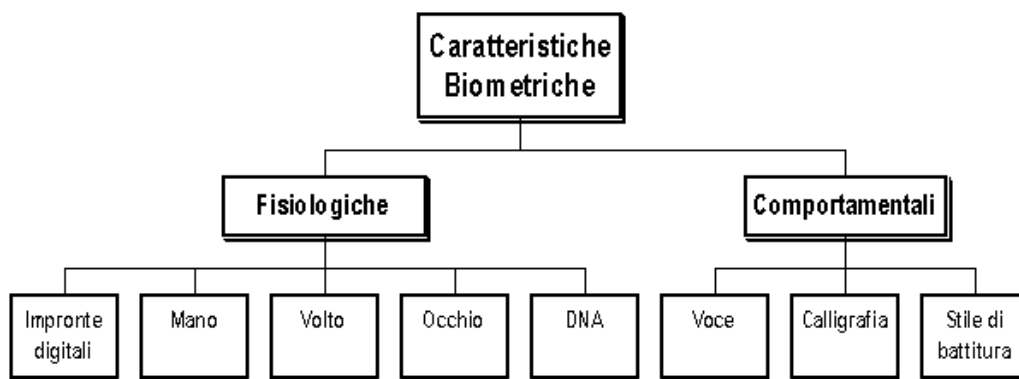 Caratteristiche
Biometriche
Fisiologiche
Comportamentali
Impronte
digitali
Mano
Volto
Occhio
DNA
Voce
Calligrafia
Stile di
battitura